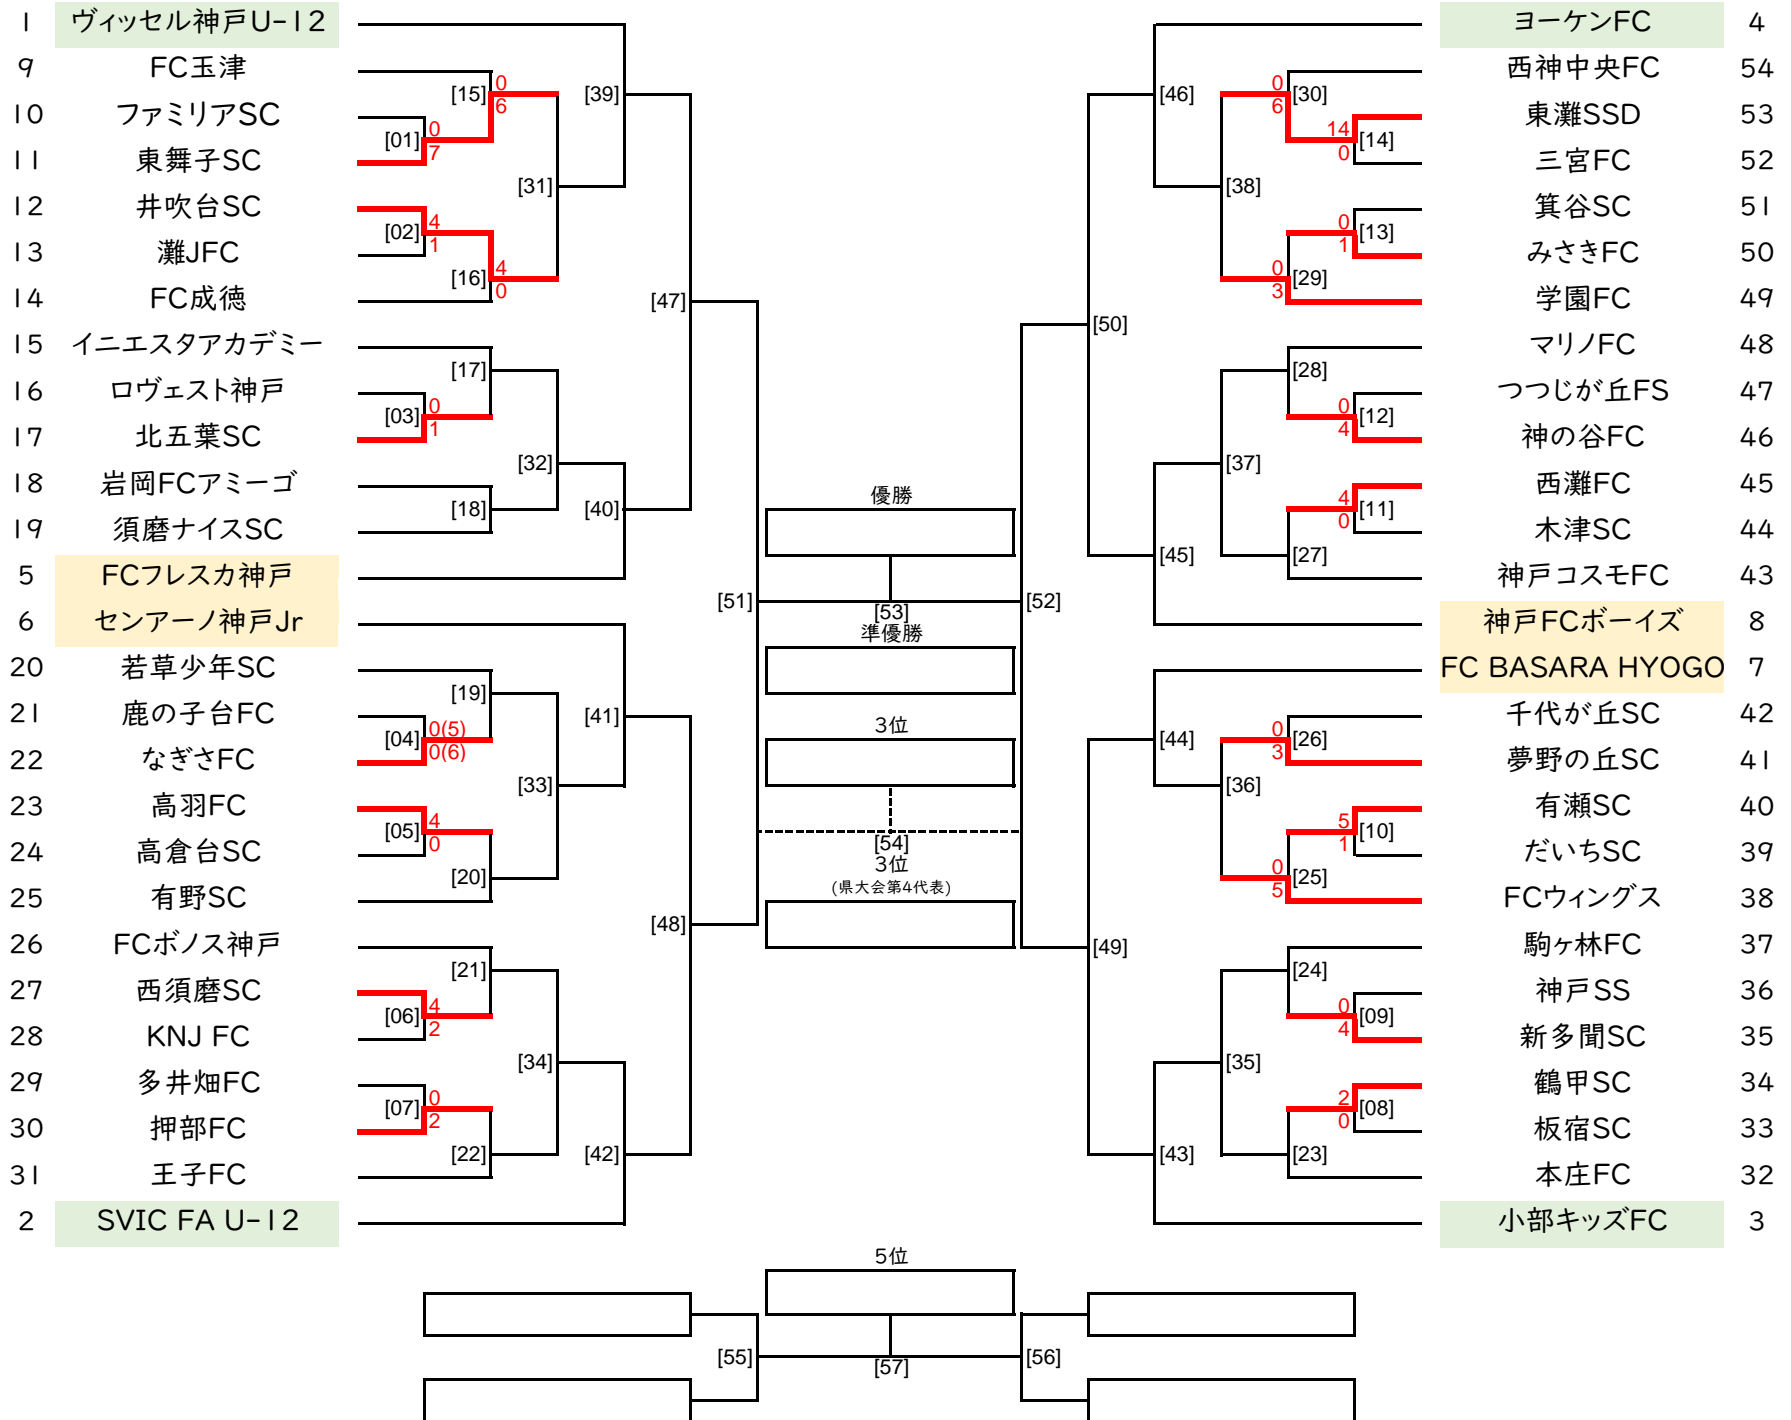 1 ヴィッセル神戸U-12
9 FC玉津
10 ファミリアSC
11 東舞子SC
12 井吹台SC
13 灘JFC
14 FC成徳
15 イニエスタアカデミー
16 ロヴェスト神戸
17 北五葉SC
18 岩岡FCアミーゴ
19 須磨ナイスSC
5 FCフレスカ神戸
6 センアーノ神戸Jr
20 若草少年SC
21 鹿の子台FC
22 なぎさFC
23 高羽FC
24 高倉台SC
25 有野SC
26 FCボノス神戸
27 西須磨SC
28 KNJ FC
29 多井畑FC
30 押部FC
31 王子FC
2 SVIC FA U-12
[01] 0 7
[02] 4 1
[03] 0 1
[04] 0(5) 0(6)
[05] 4 0
[06] 4 2
[07] 0 2
[15] 0 6
[16] 4 0
[17]
[18]
[19]
[20]
[21]
[22]
[31]
[32]
[33]
[34]
[39]
[40]
[41]
[42]
[47]
[48]
[51]
優勝
[53]
準優勝
3位
[54]
3位
(県大会第4代表)
[52]
[50]
[49]
[46]
[45]
[44]
[43]
[38]
[37]
[36]
[35]
0 6 [30]
0 3 [29]
[28]
[27]
0 3 [26]
0 5 [25]
[24]
[23]
14 0 [14]
0 1 [13]
0 4 [12]
4 0 [11]
5 1 [10]
0 4 [09]
2 0 [08]
ヨーケンFC 4
西神中央FC 54
東灘SSD 53
三宮FC 52
箕谷SC 51
みさきFC 50
学園FC 49
マリノFC 48
つつじが丘FS 47
神の谷FC 46
西灘FC 45
木津SC 44
神戸コスモFC 43
神戸FCボーイズ 8
FC BASARA HYOGO 7
千代が丘SC 42
夢野の丘SC 41
有瀬SC 40
だいちSC 39
FCウィングス 38
駒ヶ林FC 37
神戸SS 36
新多聞SC 35
鶴甲SC 34
板宿SC 33
本庄FC 32
小部キッズFC 3
5位
[55]
[57]
[56]